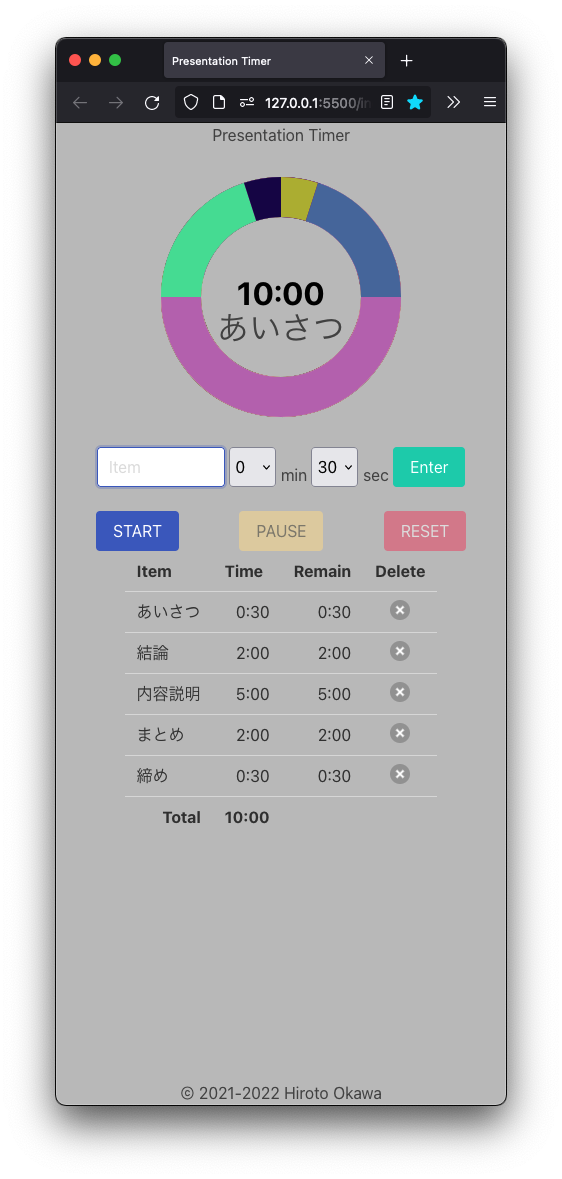 Presentation Timer
127.0.0.1:5500/in
Presentation Timer
10:00
あいさつ
Item 0 min 30 sec Enter
START PAUSE RESET
Item Time Remain Delete
あいさつ 0:30 0:30
結論 2:00 2:00
内容説明 5:00 5:00
まとめ 2:00 2:00
締め 0:30 0:30
Total 10:00
© 2021-2022 Hiroto Okawa